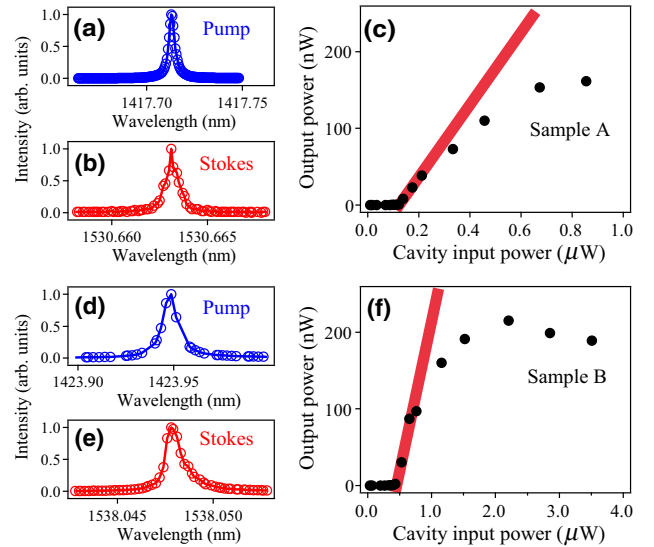 (a) Pump
1.0
0.5
0.0
1417.70 1417.75
Wavelength (nm)
(b) Stokes
1.0
0.5
0.0
1530.660 1530.665
Wavelength (nm)
Intensity (arb. units)
(c)
200
100
0
Sample A
0.0 0.2 0.4 0.6 0.8 1.0
Cavity input power (μW)
Output power (nW)
(d) Pump
1.0
0.5
0.0
1423.90 1423.95
Wavelength (nm)
(e) Stokes
1.0
0.5
0.0
1538.045 1538.050
Wavelength (nm)
Intensity (arb. units)
(f)
200
100
0
Sample B
0.0 1.0 2.0 3.0 4.0
Cavity input power (μW)
Output power (nW)